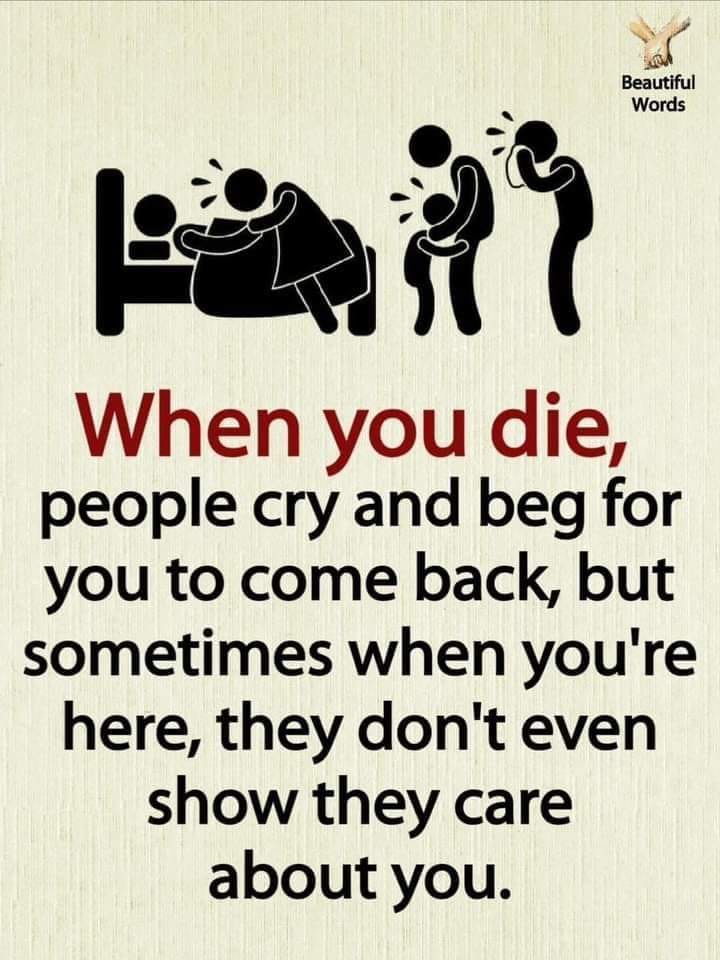 Beautiful
Words
When you die,
people cry and beg for
you to come back, but
sometimes when you're
here, they don't even
show they care
about you.